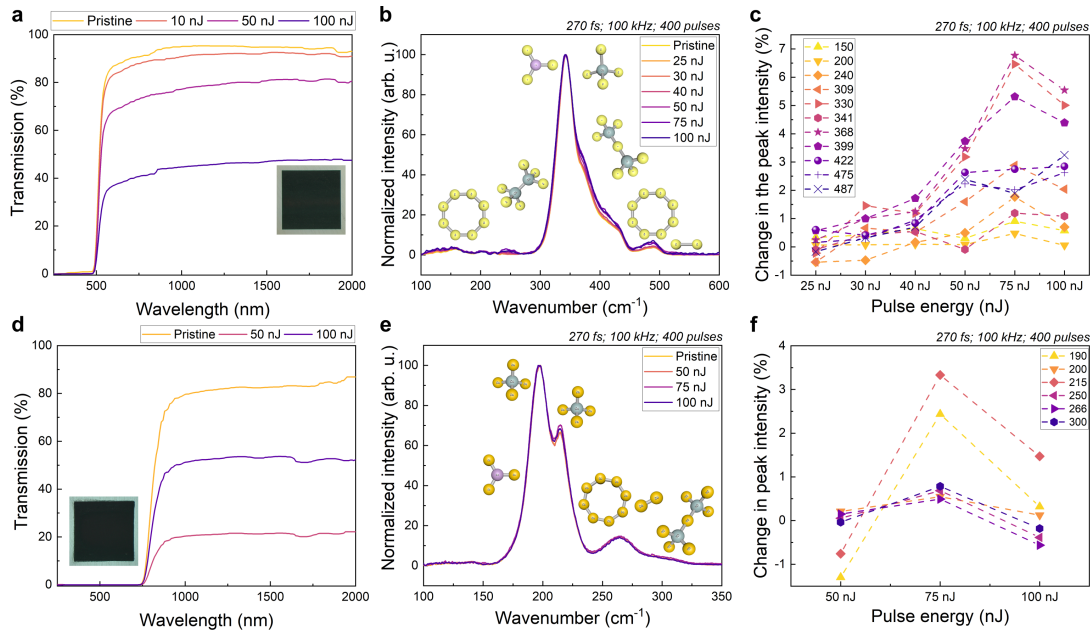 a
Pristine 10 nJ 50 nJ 100 nJ
Transmission (%)
100
80
60
40
20
0
500 750 1000 1250 1500 1750 2000
Wavelength (nm)
b
270 fs; 100 kHz; 400 pulses
Normalized intensity (arb. u.)
100
80
60
40
20
0
Pristine
25 nJ
30 nJ
40 nJ
50 nJ
75 nJ
100 nJ
100 200 300 400 500 600
Wavenumber (cm⁻¹)
c
270 fs; 100 kHz; 400 pulses
Change in the peak intensity (%)
7
6
5
4
3
2
1
0
-1
150
200
240
309
330
341
368
399
422
475
487
25 nJ 30 nJ 40 nJ 50 nJ 75 nJ 100 nJ
Pulse energy (nJ)
d
Pristine 50 nJ 100 nJ
Transmission (%)
100
80
60
40
20
0
500 750 1000 1250 1500 1750 2000
Wavelength (nm)
e
270 fs; 100 kHz; 400 pulses
Normalized intensity (arb. u.)
100
80
60
40
20
0
Pristine
50 nJ
75 nJ
100 nJ
100 150 200 250 300 350
Wavenumber (cm⁻¹)
f
270 fs; 100 kHz; 400 pulses
Change in peak intensity (%)
4
3
2
1
0
-1
190
200
215
250
266
300
50 nJ 75 nJ 100 nJ
Pulse energy (nJ)